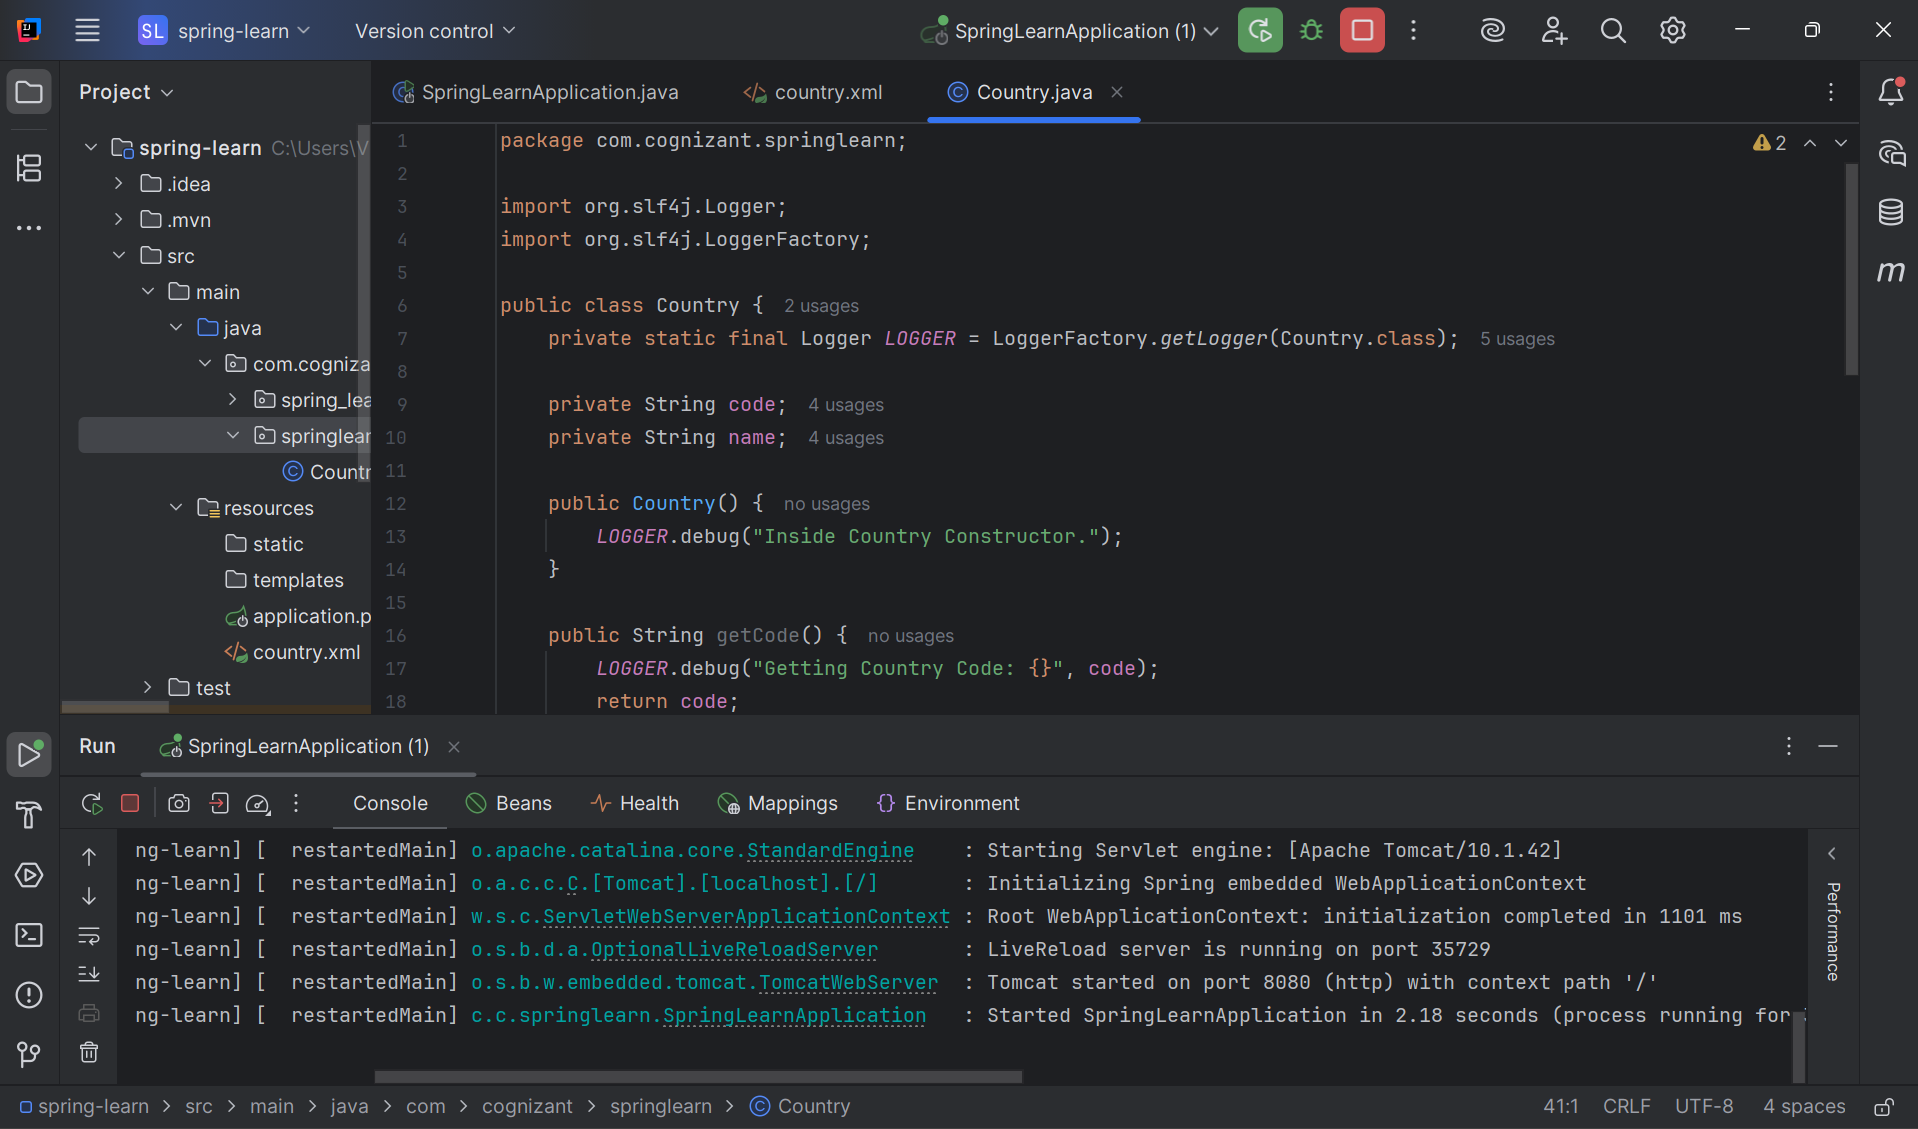 SL spring-learn
Version control
SpringLearnApplication (1)
Project
SpringLearnApplication.java
country.xml
Country.java
spring-learn C:\Users\V
.idea
.mvn
src
main
java
com.cogniza
spring_lea
springlear
Countr
resources
static
templates
application.p
country.xml
test
2
1 package com.cognizant.springlearn;
2
3 import org.slf4j.Logger;
4 import org.slf4j.LoggerFactory;
5
6 public class Country { 2 usages
7 private static final Logger LOGGER = LoggerFactory.getLogger(Country.class); 5 usages
8
9 private String code; 4 usages
10 private String name; 4 usages
11
12 public Country() { no usages
13 LOGGER.debug("Inside Country Constructor.");
14 }
15
16 public String getCode() { no usages
17 LOGGER.debug("Getting Country Code: {}", code);
18 return code;
m
Run
SpringLearnApplication (1)
Console
Beans
Health
Mappings
Environment
ng-learn] [ restartedMain] o.apache.catalina.core.StandardEngine : Starting Servlet engine: [Apache Tomcat/10.1.42]
ng-learn] [ restartedMain] o.a.c.c.C.[Tomcat].[localhost].[/] : Initializing Spring embedded WebApplicationContext
ng-learn] [ restartedMain] w.s.c.ServletWebServerApplicationContext : Root WebApplicationContext: initialization completed in 1101 ms
ng-learn] [ restartedMain] o.s.b.d.a.OptionalLiveReloadServer : LiveReload server is running on port 35729
ng-learn] [ restartedMain] o.s.b.w.embedded.tomcat.TomcatWebServer : Tomcat started on port 8080 (http) with context path '/'
ng-learn] [ restartedMain] c.c.springlearn.SpringLearnApplication : Started SpringLearnApplication in 2.18 seconds (process running for
Performance
spring-learn > src > main > java > com > cognizant > springlearn > Country
41:1 CRLF UTF-8 4 spaces